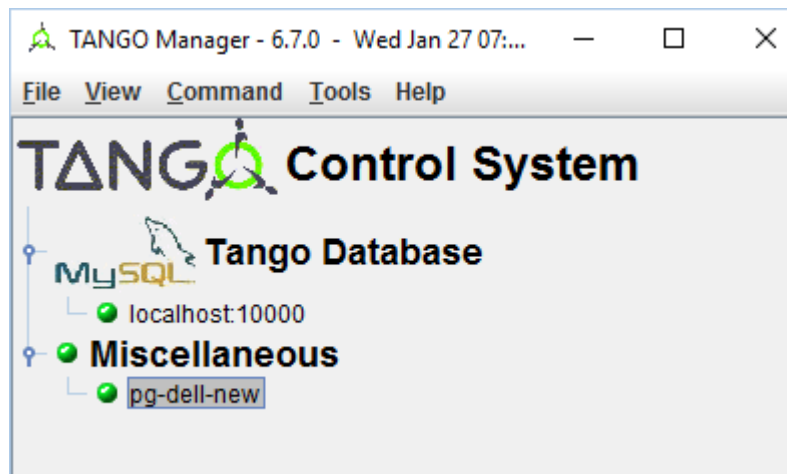 TANGO Manager - 6.7.0 - Wed Jan 27 07:...
File View Command Tools Help
TANGO Control System
MySQL Tango Database
localhost:10000
Miscellaneous
pg-dell-new